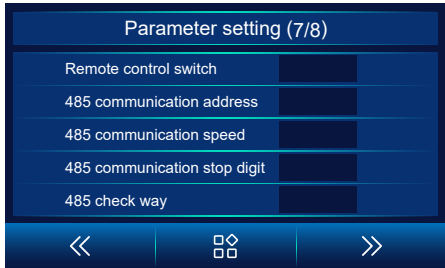 Parameter setting (7/8)
Remote control switch
485 communication address
485 communication speed
485 communication stop digit
485 check way